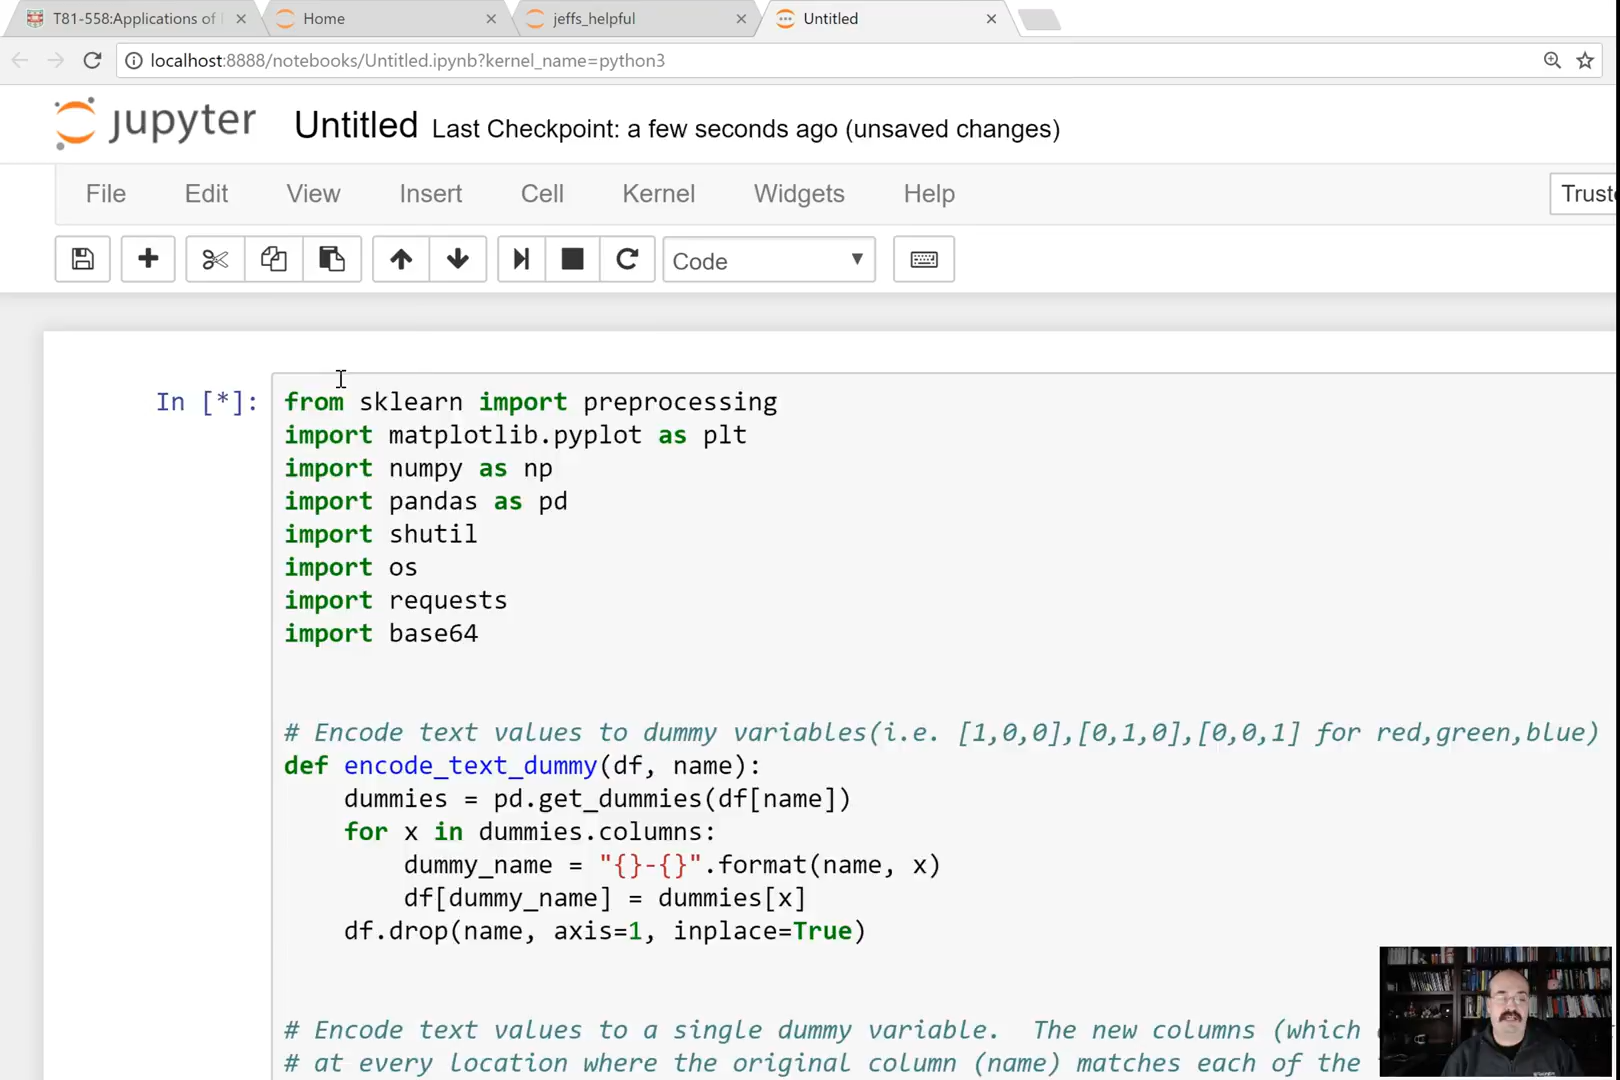 T81-558:Applications of
Home
jeffs_helpful
Untitled
localhost:8888/notebooks/Untitled.ipynb?kernel_name=python3
jupyter Untitled Last Checkpoint: a few seconds ago (unsaved changes)
File Edit View Insert Cell Kernel Widgets Help Truste
Code
In [*]:
from sklearn import preprocessing
import matplotlib.pyplot as plt
import numpy as np
import pandas as pd
import shutil
import os
import requests
import base64
# Encode text values to dummy variables(i.e. [1,0,0],[0,1,0],[0,0,1] for red,green,blue)
def encode_text_dummy(df, name):
    dummies = pd.get_dummies(df[name])
    for x in dummies.columns:
        dummy_name = "{}-{}".format(name, x)
        df[dummy_name] = dummies[x]
    df.drop(name, axis=1, inplace=True)
# Encode text values to a single dummy variable.  The new columns (which
# at every location where the original column (name) matches each of the